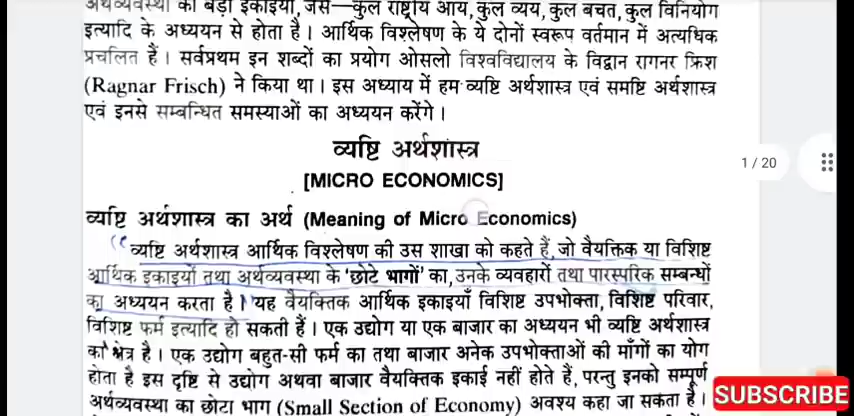 अर्थव्यवस्था की बड़ी इकाइयों, जैस—कुल राष्ट्रीय आय, कुल व्यय, कुल बचत, कुल विनियोग
इत्यादि के अध्ययन से होता है। आर्थिक विश्लेषण के ये दोनों स्वरूप वर्तमान में अत्यधिक
प्रचलित हैं। सर्वप्रथम इन शब्दों का प्रयोग ओसलो विश्वविद्यालय के विद्वान रागनर फ्रिश
(Ragnar Frisch) ने किया था। इस अध्याय में हम व्यष्टि अर्थशास्त्र एवं समष्टि अर्थशास्त्र
एवं इनसे सम्बन्धित समस्याओं का अध्ययन करेंगे।
व्यष्टि अर्थशास्त्र
[MICRO ECONOMICS]
1 / 20
व्यष्टि अर्थशास्त्र का अर्थ (Meaning of Micro Economics)
व्यष्टि अर्थशास्त्र आर्थिक विश्लेषण की उस शाखा को कहते हैं, जो वैयक्तिक या विशिष्ट
आर्थिक इकाइयों तथा अर्थव्यवस्था के 'छोटे भागों' का, उनके व्यवहारों तथा पारस्परिक सम्बन्धों
का अध्ययन करता है। यह वैयक्तिक आर्थिक इकाइयाँ विशिष्ट उपभोक्ता, विशिष्ट परिवार,
विशिष्ट फर्म इत्यादि हो सकती हैं। एक उद्योग या एक बाजार का अध्ययन भी व्यष्टि अर्थशास्त्र
का क्षेत्र है। एक उद्योग बहुत-सी फर्म का तथा बाजार अनेक उपभोक्ताओं की माँगों का योग
होता है इस दृष्टि से उद्योग अथवा बाजार वैयक्तिक इकाई नहीं होते हैं, परन्तु इनको सम्पूर्ण
अर्थव्यवस्था का छोटा भाग (Small Section of Economy) अवश्य कहा जा सकता है।
SUBSCRIBE